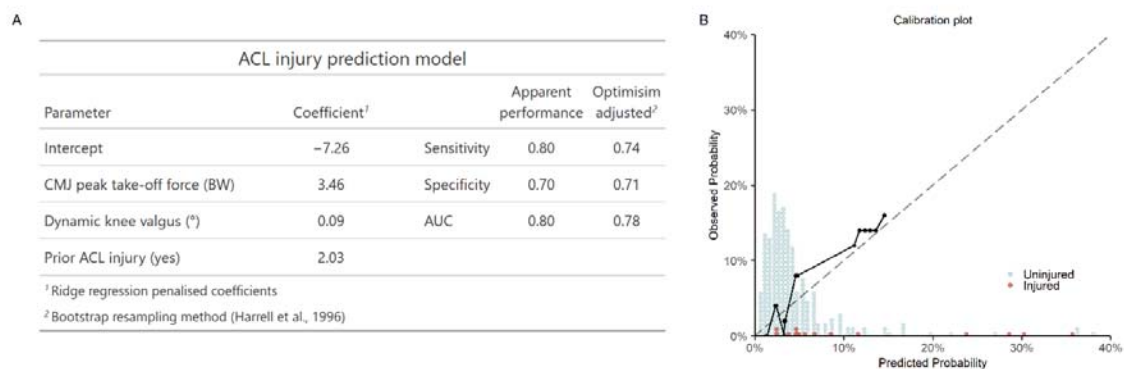 A
ACL injury prediction model
Parameter Coefficient1 Apparent performance Optimisim adjusted2
Intercept −7.26 Sensitivity 0.80 0.74
CMJ peak take-off force (BW) 3.46 Specificity 0.70 0.71
Dynamic knee valgus (°) 0.09 AUC 0.80 0.78
Prior ACL injury (yes) 2.03
1 Ridge regression penalised coefficients
2 Bootstrap resampling method (Harrell et al., 1996)
B
Calibration plot
40%
30%
20%
10%
0%
Observed Probability
Uninjured
Injured
0% 10% 20% 30% 40%
Predicted Probability